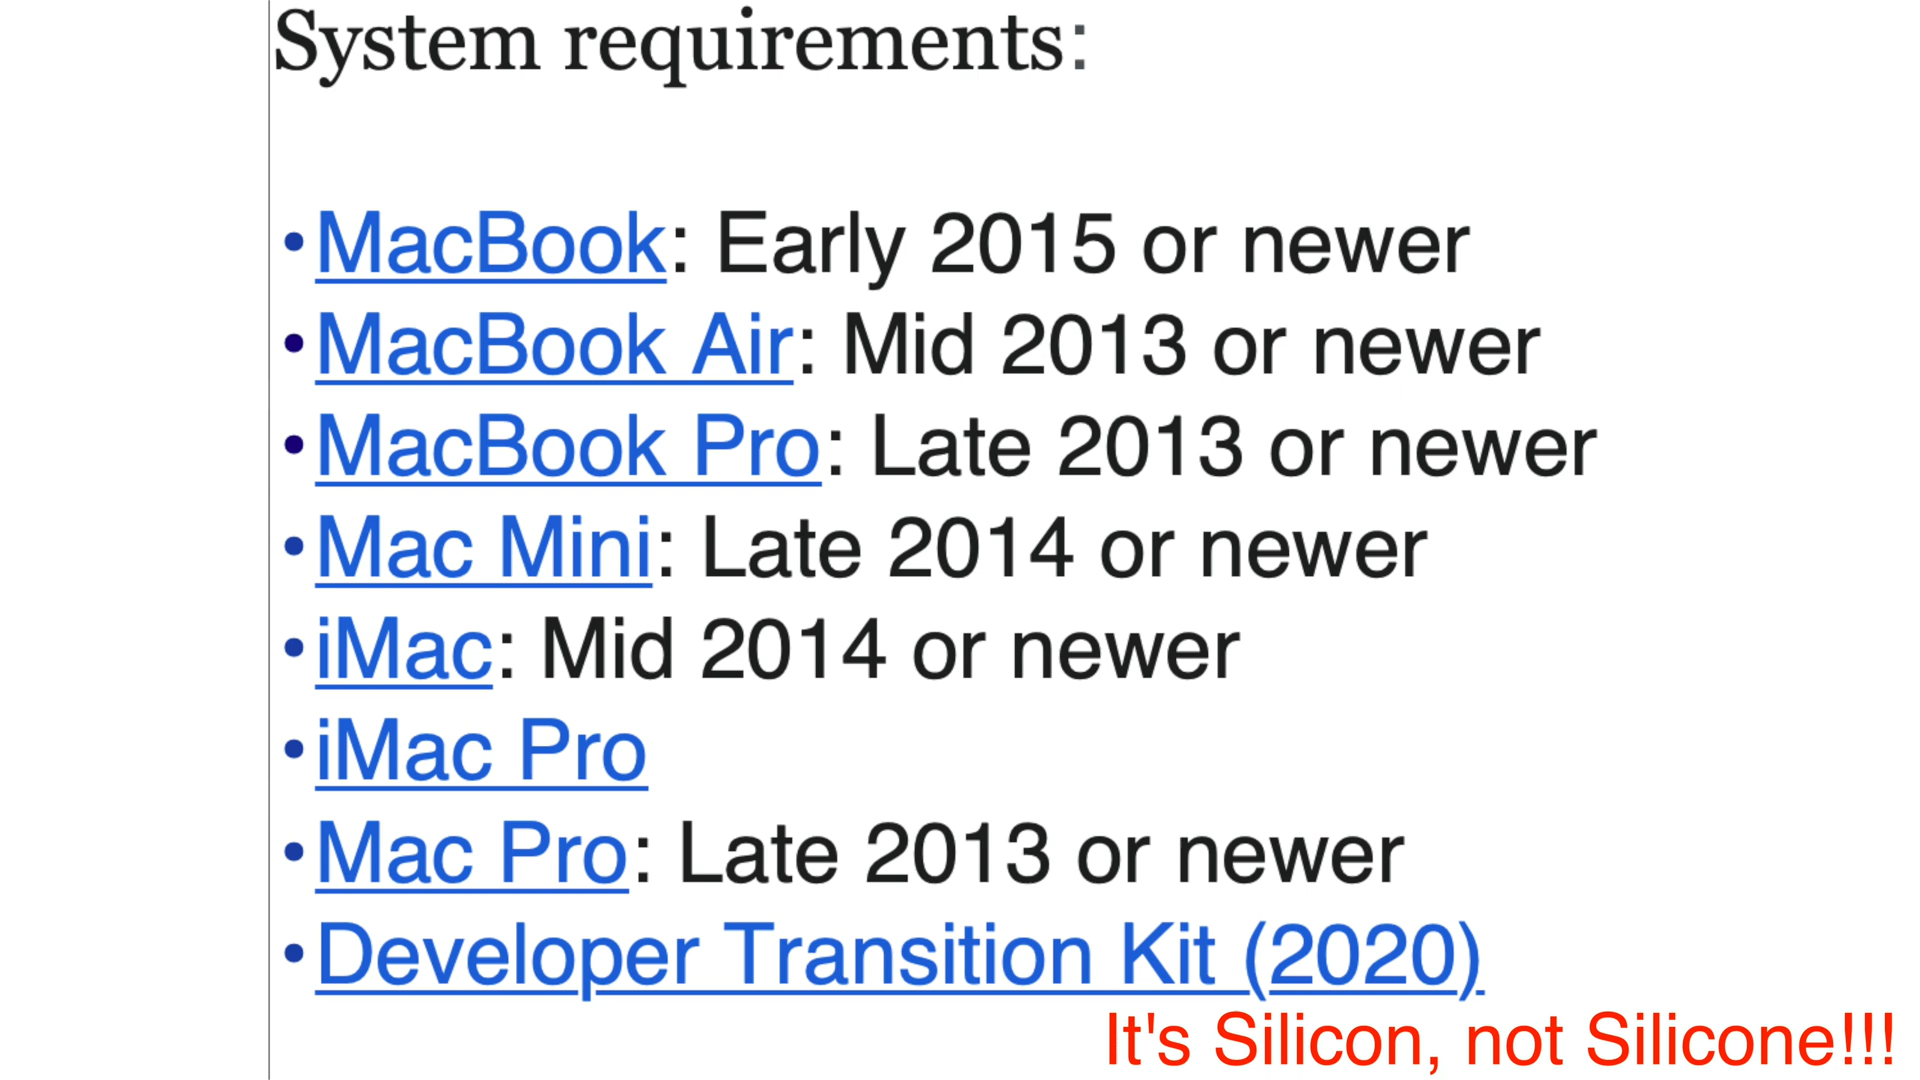 System requirements:
•MacBook: Early 2015 or newer
•MacBook Air: Mid 2013 or newer
•MacBook Pro: Late 2013 or newer
•Mac Mini: Late 2014 or newer
•iMac: Mid 2014 or newer
•iMac Pro
•Mac Pro: Late 2013 or newer
•Developer Transition Kit (2020)
It's Silicon, not Silicone!!!